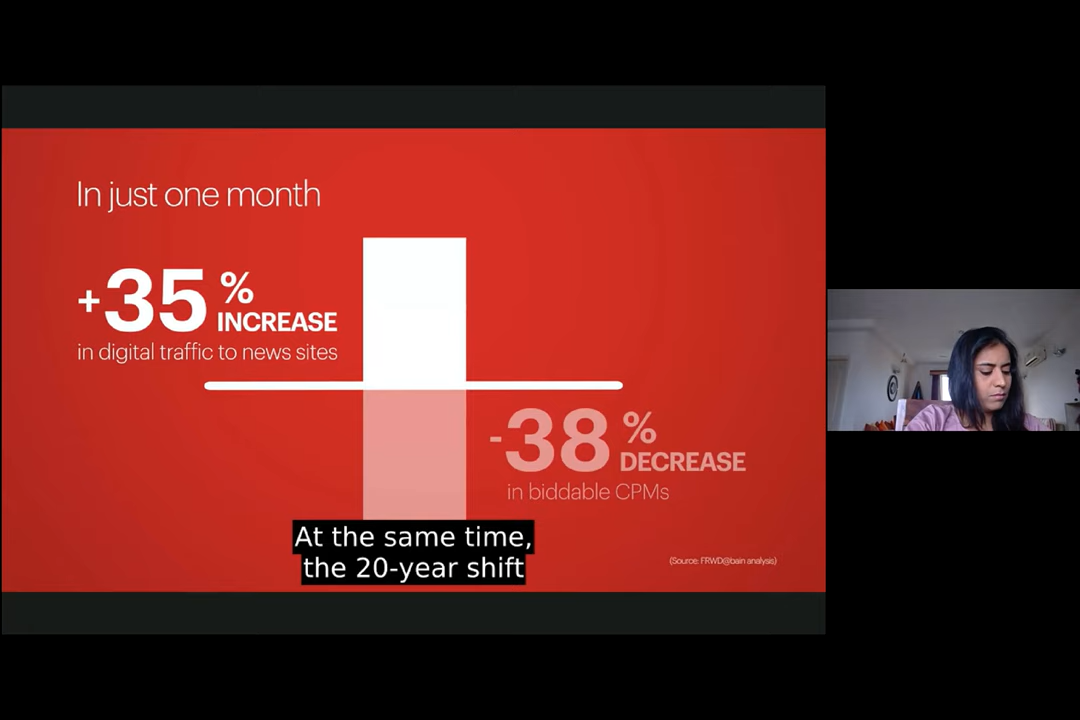 In just one month
+35%
INCREASE
in digital traffic to news sites
-38%
DECREASE
in biddable CPMs
At the same time,
the 20-year shift
(Source: FRWD@bain analysis)